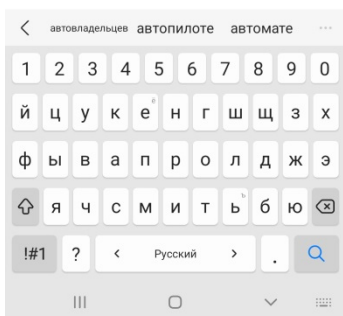 автовладельцев автопилоте автомате
1 2 3 4 5 6 7 8 9 0
й ц у к е ё н г ш щ з х
ф ы в а п р о л д ж э
я ч с м и т ь ъ б ю
!#1 ? Русский .